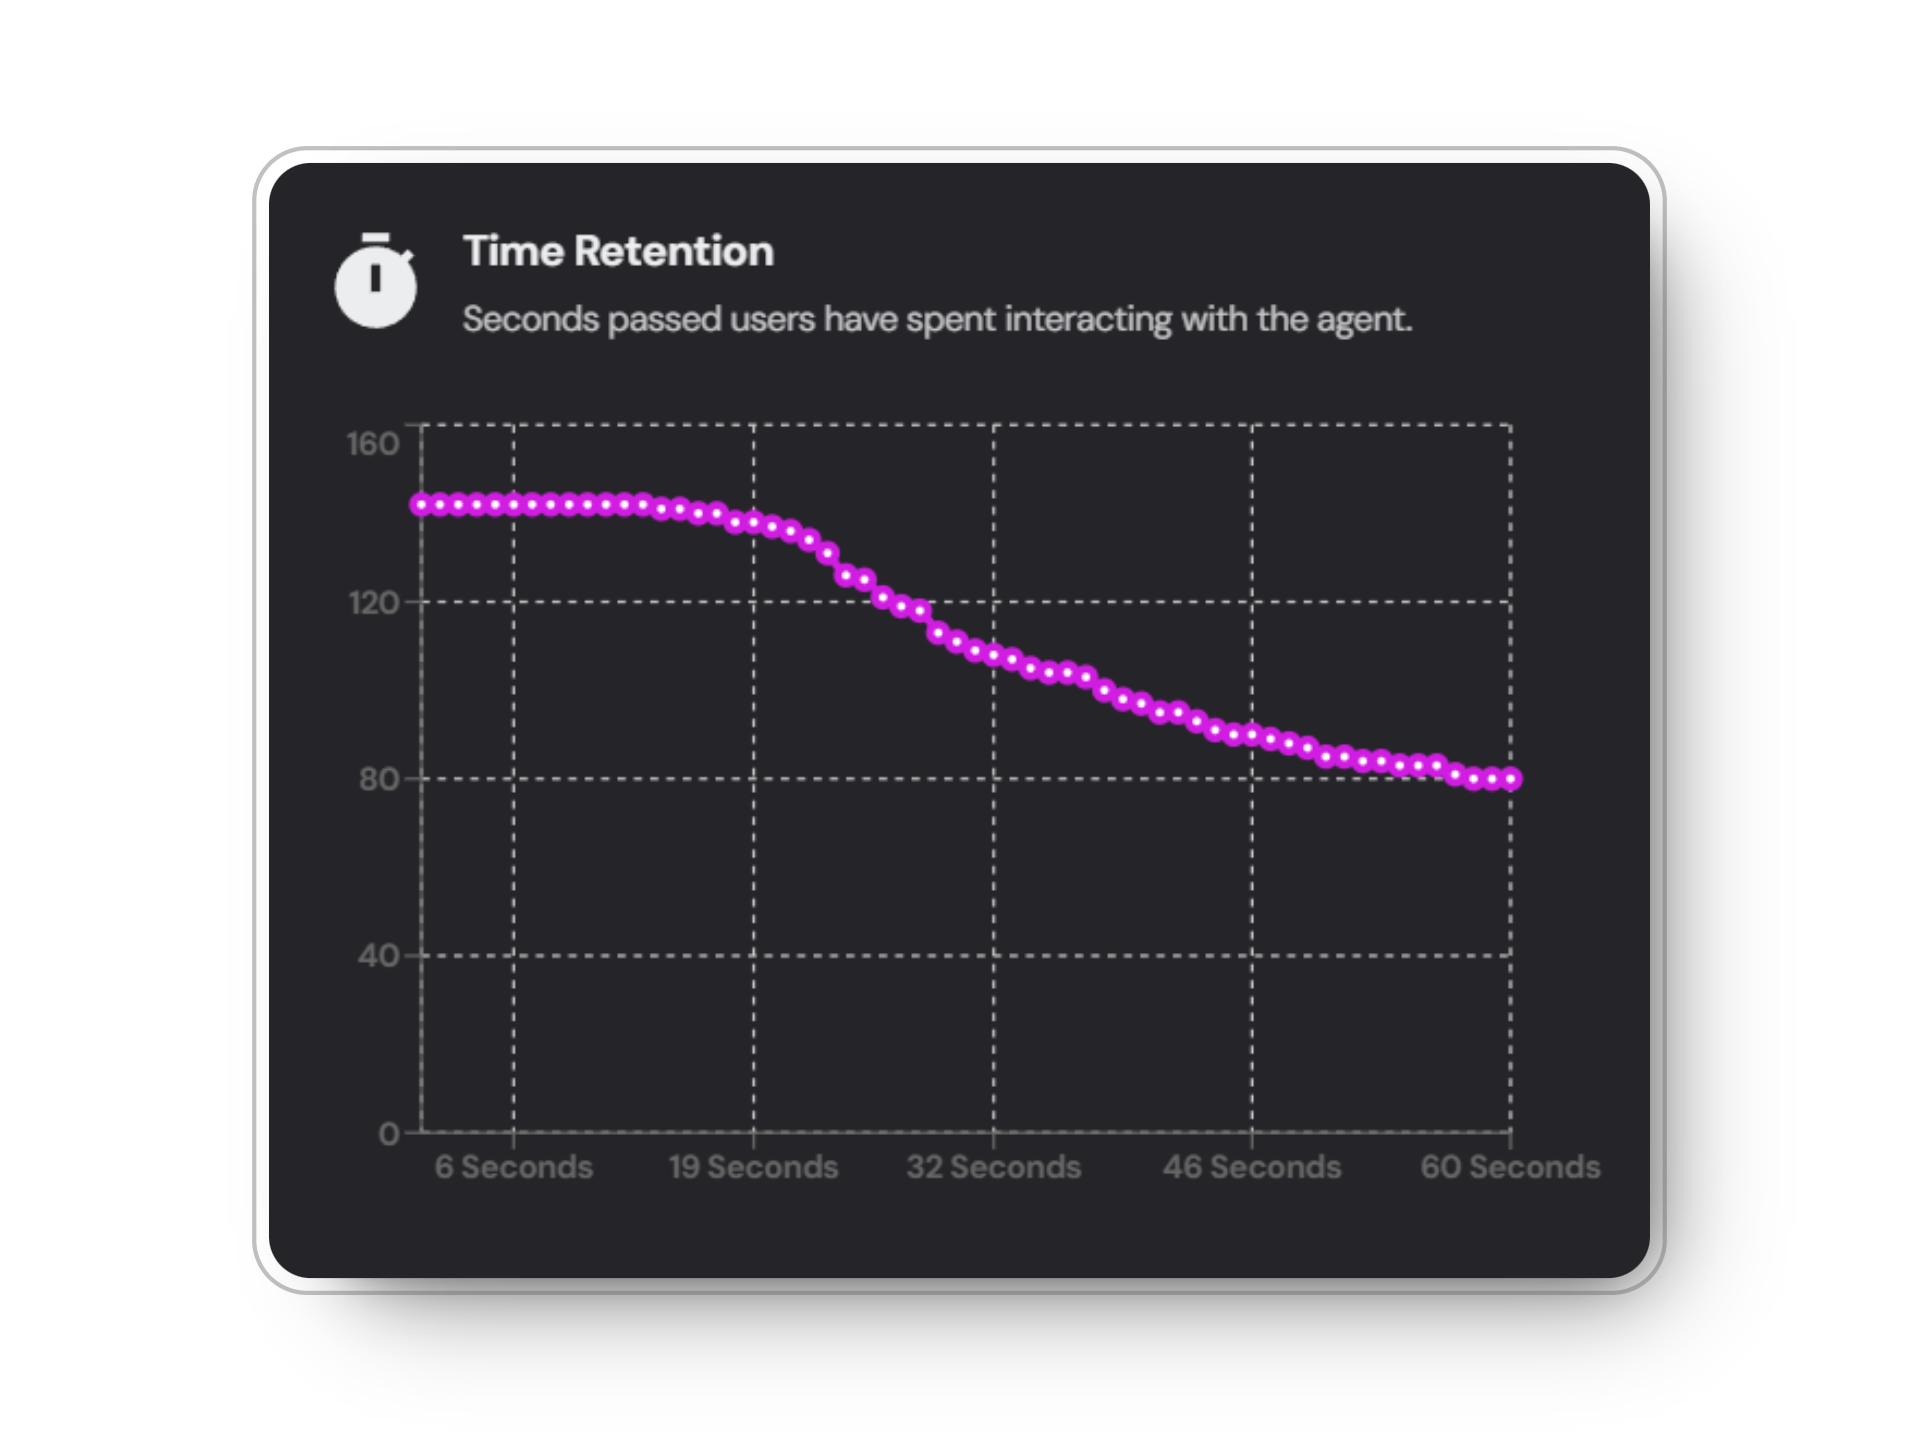 Time Retention
Seconds passed users have spent interacting with the agent.
160
120
80
40
0
6 Seconds 19 Seconds 32 Seconds 46 Seconds 60 Seconds